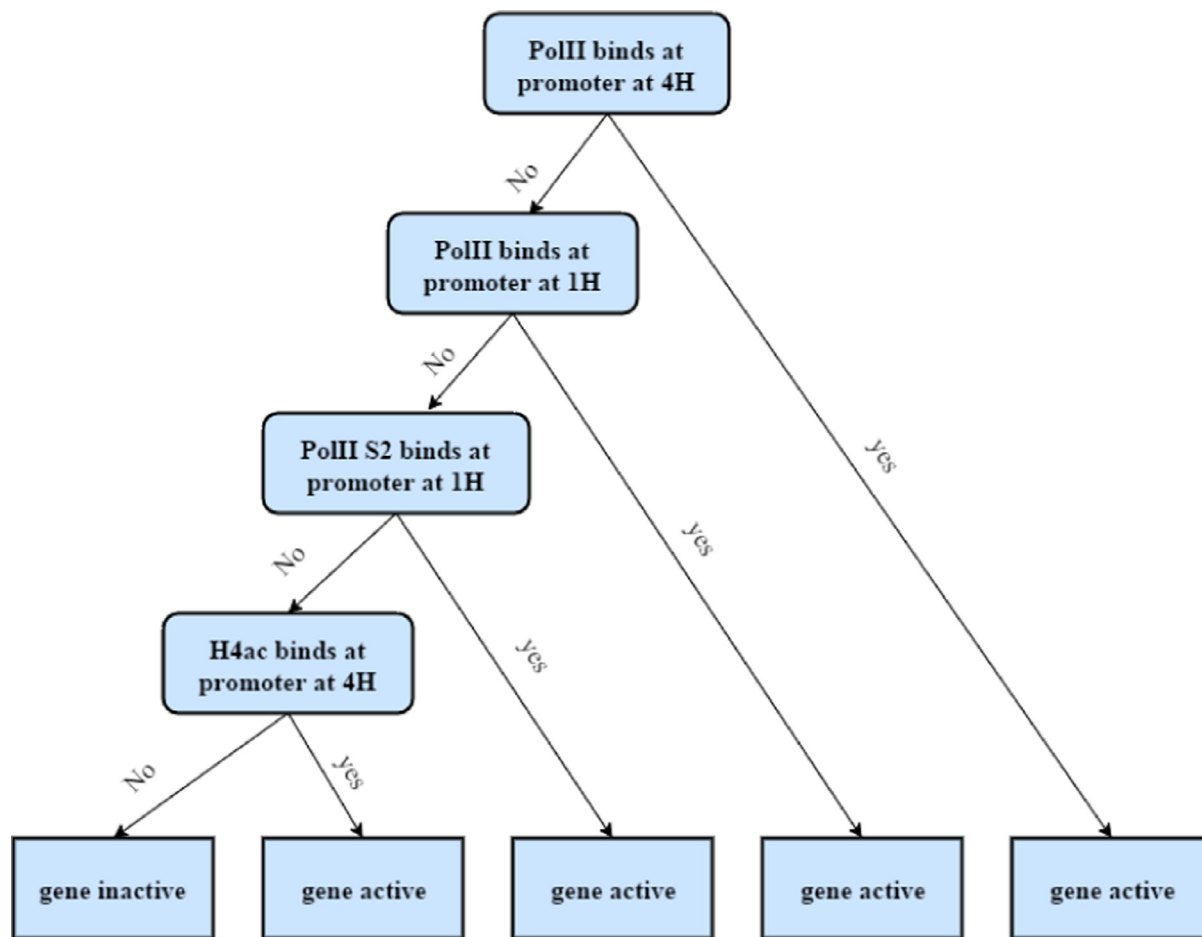 PolII binds at
promoter at 4H
No
PolII binds at
promoter at 1H
No
yes
PolII S2 binds at
promoter at 1H
yes
No
yes
H4ac binds at
promoter at 4H
No
yes
gene inactive
gene active
gene active
gene active
gene active